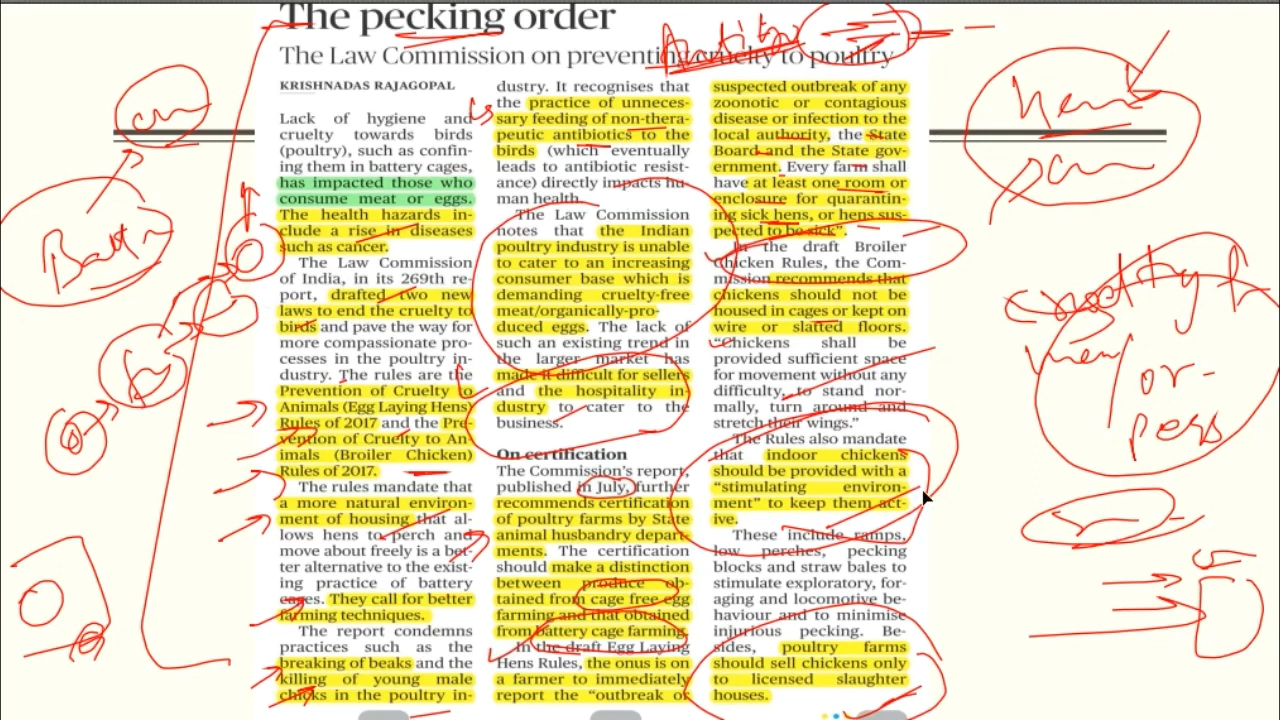 The pecking order
The Law Commission on preventing cruelty to poultry
KRISHNADAS RAJAGOPAL
Lack of hygiene and
cruelty towards birds
(poultry), such as confin-
ing them in battery cages,
has impacted those who
consume meat or eggs.
The health hazards in-
clude a rise in diseases
such as cancer.
The Law Commission
of India, in its 269th re-
port, drafted two new
laws to end the cruelty to
birds and pave the way for
more compassionate pro-
cesses in the poultry in-
dustry. The rules are the
Prevention of Cruelty to
Animals (Egg Laying Hens)
Rules of 2017 and the Pre-
vention of Cruelty to An-
imals (Broiler Chicken)
Rules of 2017.
The rules mandate that
a more natural environ-
ment of housing that al-
lows hens to perch and
move about freely is a bet-
ter alternative to the exist-
ing practice of battery
cages. They call for better
farming techniques.
The report condemns
practices such as the
breaking of beaks and the
killing of young male
chicks in the poultry in-
dustry. It recognises that
the practice of unneces-
sary feeding of non-thera-
peutic antibiotics to the
birds (which eventually
leads to antibiotic resist-
ance) directly impacts hu-
man health.
The Law Commission
notes that the Indian
poultry industry is unable
to cater to an increasing
consumer base which is
demanding cruelty-free
meat/organically-pro-
duced eggs. The lack of
such an existing trend in
the larger market has
made it difficult for sellers
and the hospitality in-
dustry to cater to the
business.
On certification
The Commission's report,
published in July, further
recommends certification
of poultry farms by State
animal husbandry depart-
ments. The certification
should make a distinction
between produce ob-
tained from cage free egg
farming and that obtained
from battery cage farming.
In the draft Egg Laying
Hens Rules, the onus is on
a farmer to immediately
report the “outbreak or
suspected outbreak of any
zoonotic or contagious
disease or infection to the
local authority, the State
Board and the State gov-
ernment. Every farm shall
have at least one room or
enclosure for quarantin-
ing sick hens, or hens sus-
pected to be sick”.
In the draft Broiler
Chicken Rules, the Com-
mission recommends that
chickens should not be
housed in cages or kept on
wire or slatted floors.
“Chickens shall be
provided sufficient space
for movement without any
difficulty, to stand nor-
mally, turn around and
stretch their wings.”
The Rules also mandate
that indoor chickens
should be provided with a
“stimulating environ-
ment” to keep them act-
ive.
These include ramps,
low perches, pecking
blocks and straw bales to
stimulate exploratory, for-
aging and locomotive be-
haviour and to minimise
injurious pecking. Be-
sides, poultry farms
should sell chickens only
to licensed slaughter
houses.